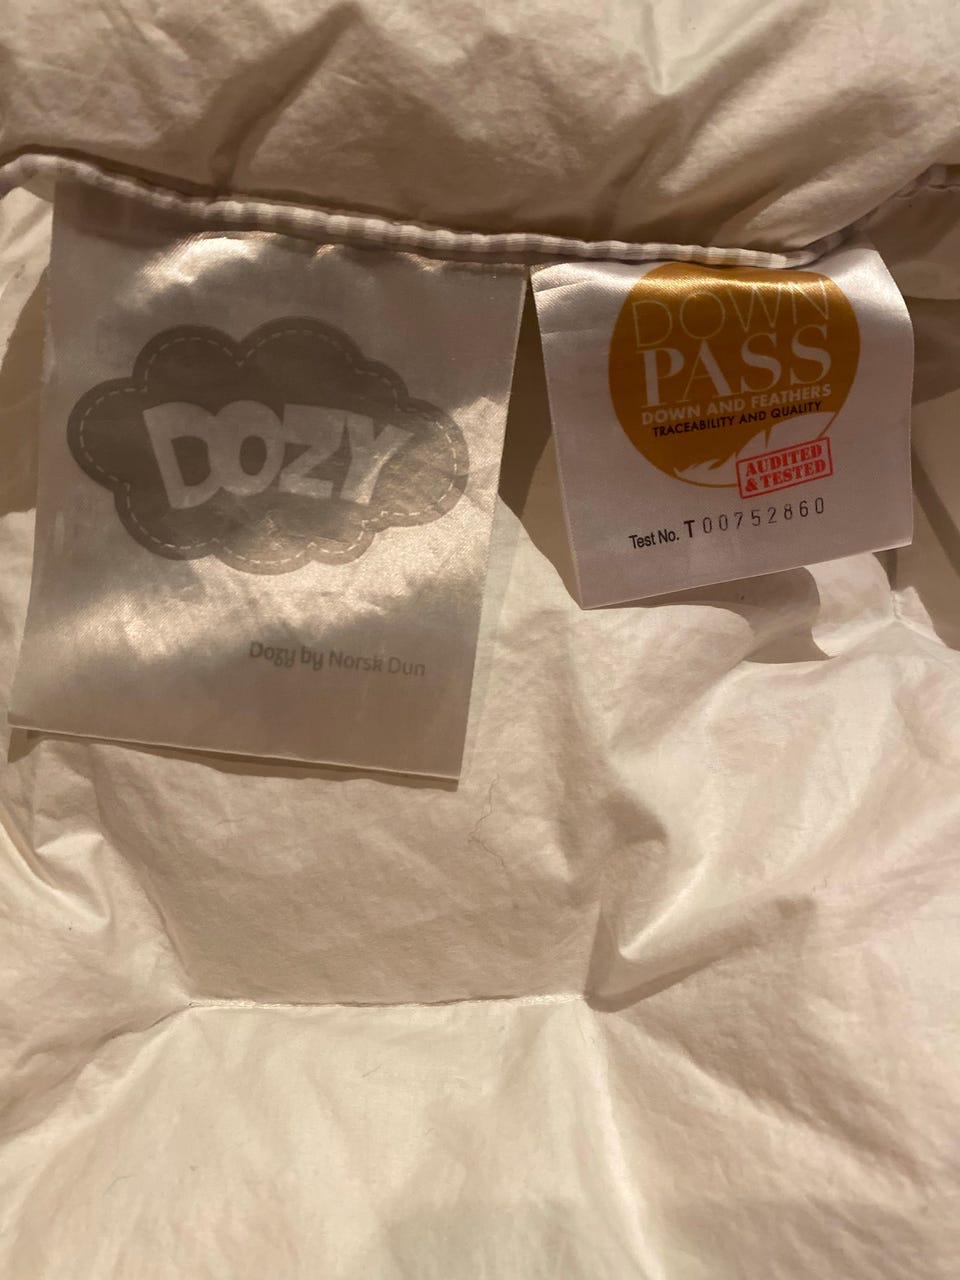 DOZY
Dozy by Norsk Dun
DOWN
PASS
DOWN AND FEATHERS
TRACEABILITY AND QUALITY
AUDITED
& TESTED
Test No. T00752860